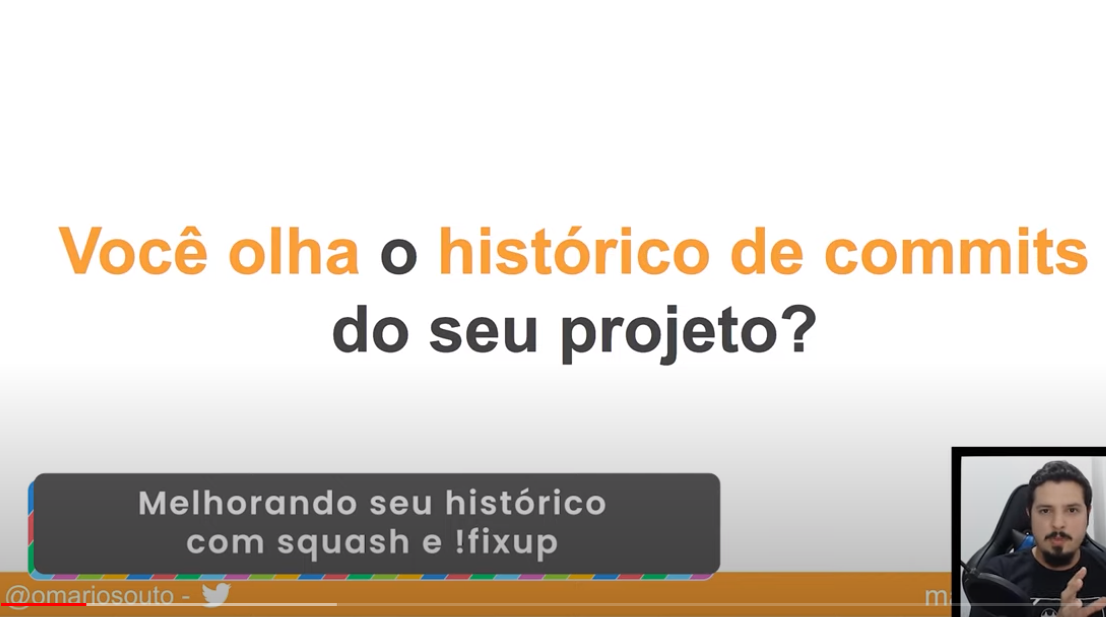 Você olha o histórico de commits
do seu projeto?
Melhorando seu histórico
com squash e !fixup
@omariosouto -